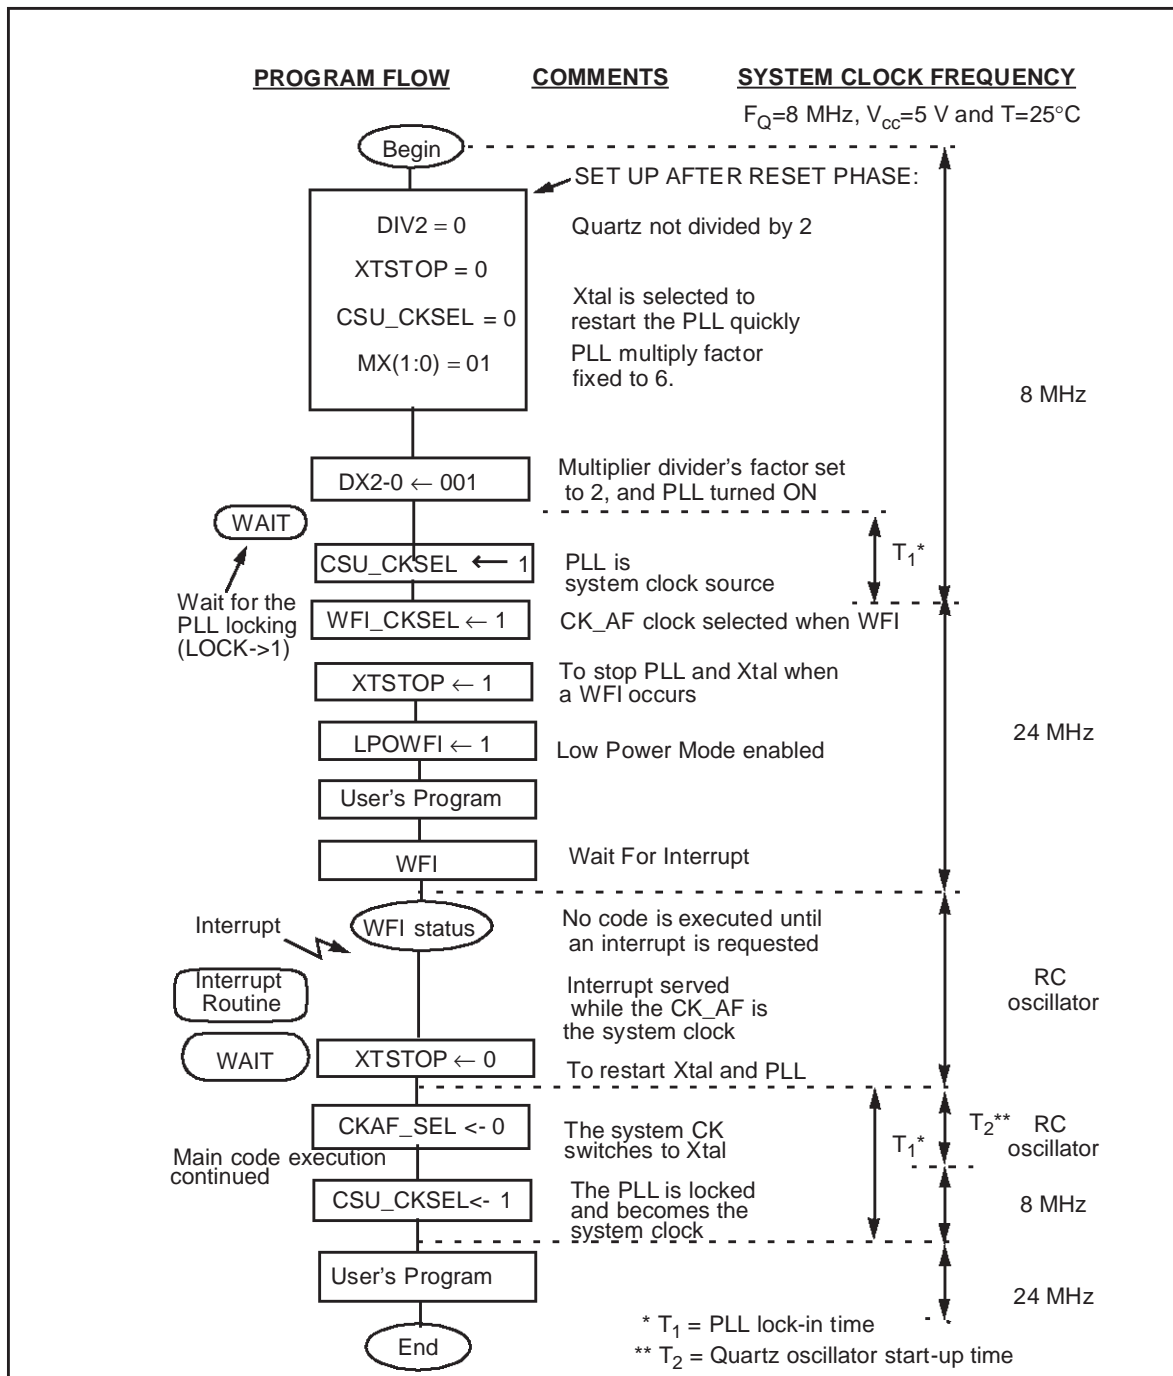 PROGRAM FLOW COMMENTS SYSTEM CLOCK FREQUENCY
F_Q=8 MHz, V_cc=5 V and T=25°C
Begin
SET UP AFTER RESET PHASE:
DIV2 = 0
Quartz not divided by 2
XTSTOP = 0
CSU_CKSEL = 0
Xtal is selected to
restart the PLL quickly
MX(1:0) = 01
PLL multiply factor
fixed to 6.
8 MHz
DX2-0 ← 001
Multiplier divider's factor set
to 2, and PLL turned ON
WAIT
T_1*
CSU_CKSEL ← 1
PLL is
system clock source
Wait for the
PLL locking
(LOCK->1)
WFI_CKSEL ← 1
CK_AF clock selected when WFI
XTSTOP ← 1
To stop PLL and Xtal when
a WFI occurs
24 MHz
LPOWFI ← 1
Low Power Mode enabled
User's Program
WFI
Wait For Interrupt
WFI status
No code is executed until
an interrupt is requested
Interrupt
Interrupt
Routine
Interrupt served
while the CK_AF is
the system clock
RC
oscillator
WAIT
XTSTOP ← 0
To restart Xtal and PLL
CKAF_SEL <- 0
The system CK
switches to Xtal
T_1*
T_2**
RC
oscillator
Main code execution
continued
CSU_CKSEL<- 1
The PLL is locked
and becomes the
system clock
8 MHz
User's Program
24 MHz
* T_1 = PLL lock-in time
End
** T_2 = Quartz oscillator start-up time